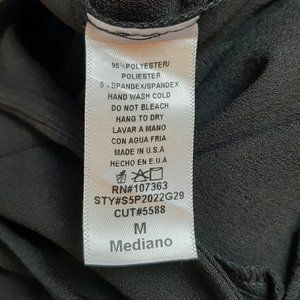 95%POLYESTER/
POLIESTER
5%SPANDEX/SPANDEX
HAND WASH COLD
DO NOT BLEACH
HANG TO DRY
LAVAR A MANO
CON AGUA FRIA
MADE IN U.S.A
HECHO EN E.U.A
RN#107363
STY#S5P2022G29
CUT#5588
M
Mediano